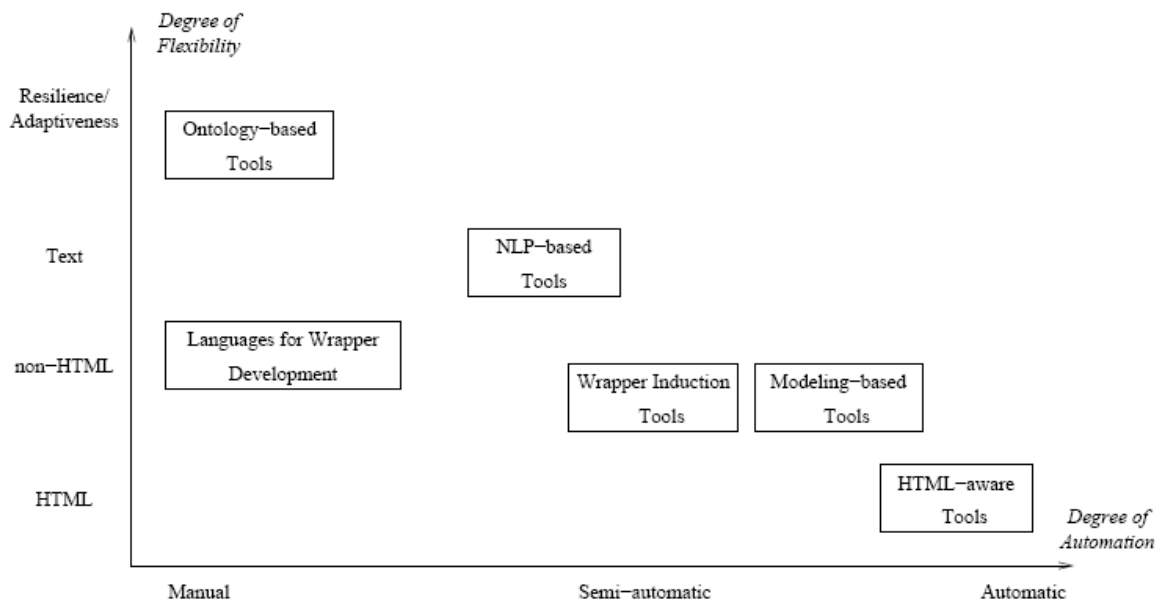 Degree of
Flexibility
Resilience/
Adaptiveness
Ontology−based
Tools
Text
NLP−based
Tools
non−HTML
Languages for Wrapper
Development
Wrapper Induction
Tools
Modeling−based
Tools
HTML
HTML−aware
Tools
Degree of
Automation
Manual
Semi−automatic
Automatic